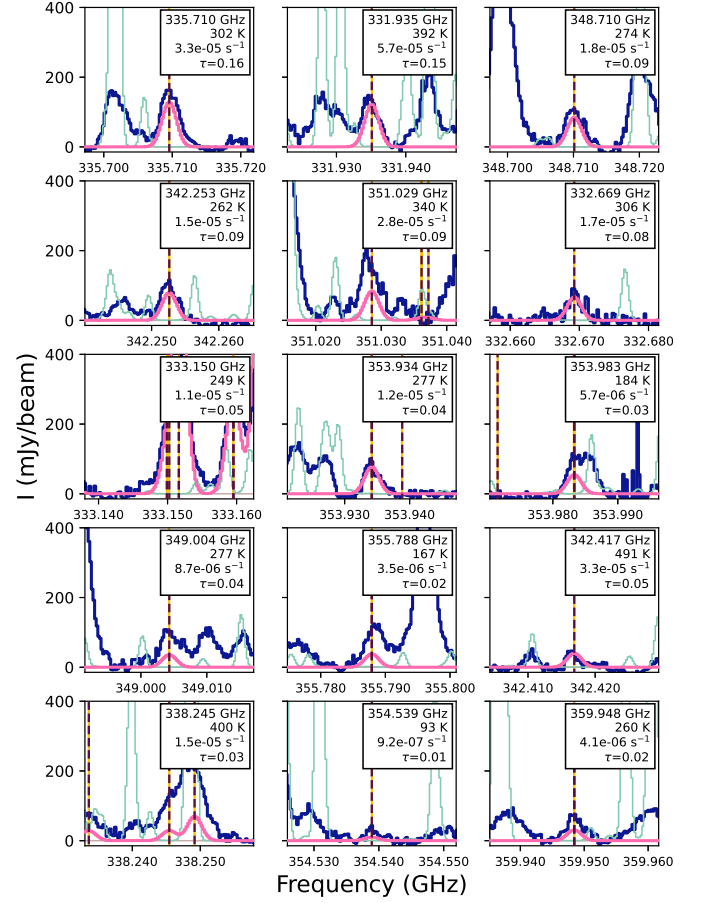 335.710 GHz
302 K
3.3e-05 s⁻¹
τ=0.16
331.935 GHz
392 K
5.7e-05 s⁻¹
τ=0.15
348.710 GHz
274 K
1.8e-05 s⁻¹
τ=0.09
400
200
0
335.700 335.710 335.720
331.930 331.940
348.700 348.710 348.720
342.253 GHz
262 K
1.5e-05 s⁻¹
τ=0.09
351.029 GHz
340 K
2.8e-05 s⁻¹
τ=0.09
332.669 GHz
306 K
1.7e-05 s⁻¹
τ=0.08
400
200
0
342.250 342.260
351.020 351.030 351.040
332.660 332.670 332.680
333.150 GHz
249 K
1.1e-05 s⁻¹
τ=0.05
353.934 GHz
277 K
1.2e-05 s⁻¹
τ=0.04
353.983 GHz
184 K
5.7e-06 s⁻¹
τ=0.03
400
200
0
333.140 333.150 333.160
353.930 353.940
353.980 353.990
I (mJy/beam)
349.004 GHz
277 K
8.7e-06 s⁻¹
τ=0.04
355.788 GHz
167 K
3.5e-06 s⁻¹
τ=0.02
342.417 GHz
491 K
3.3e-05 s⁻¹
τ=0.05
400
200
0
349.000 349.010
355.780 355.790 355.800
342.410 342.420
338.245 GHz
400 K
1.5e-05 s⁻¹
τ=0.03
354.539 GHz
93 K
9.2e-07 s⁻¹
τ=0.01
359.948 GHz
260 K
4.1e-06 s⁻¹
τ=0.02
400
200
0
338.240 338.250
354.530 354.540 354.550
359.940 359.950 359.960
Frequency (GHz)